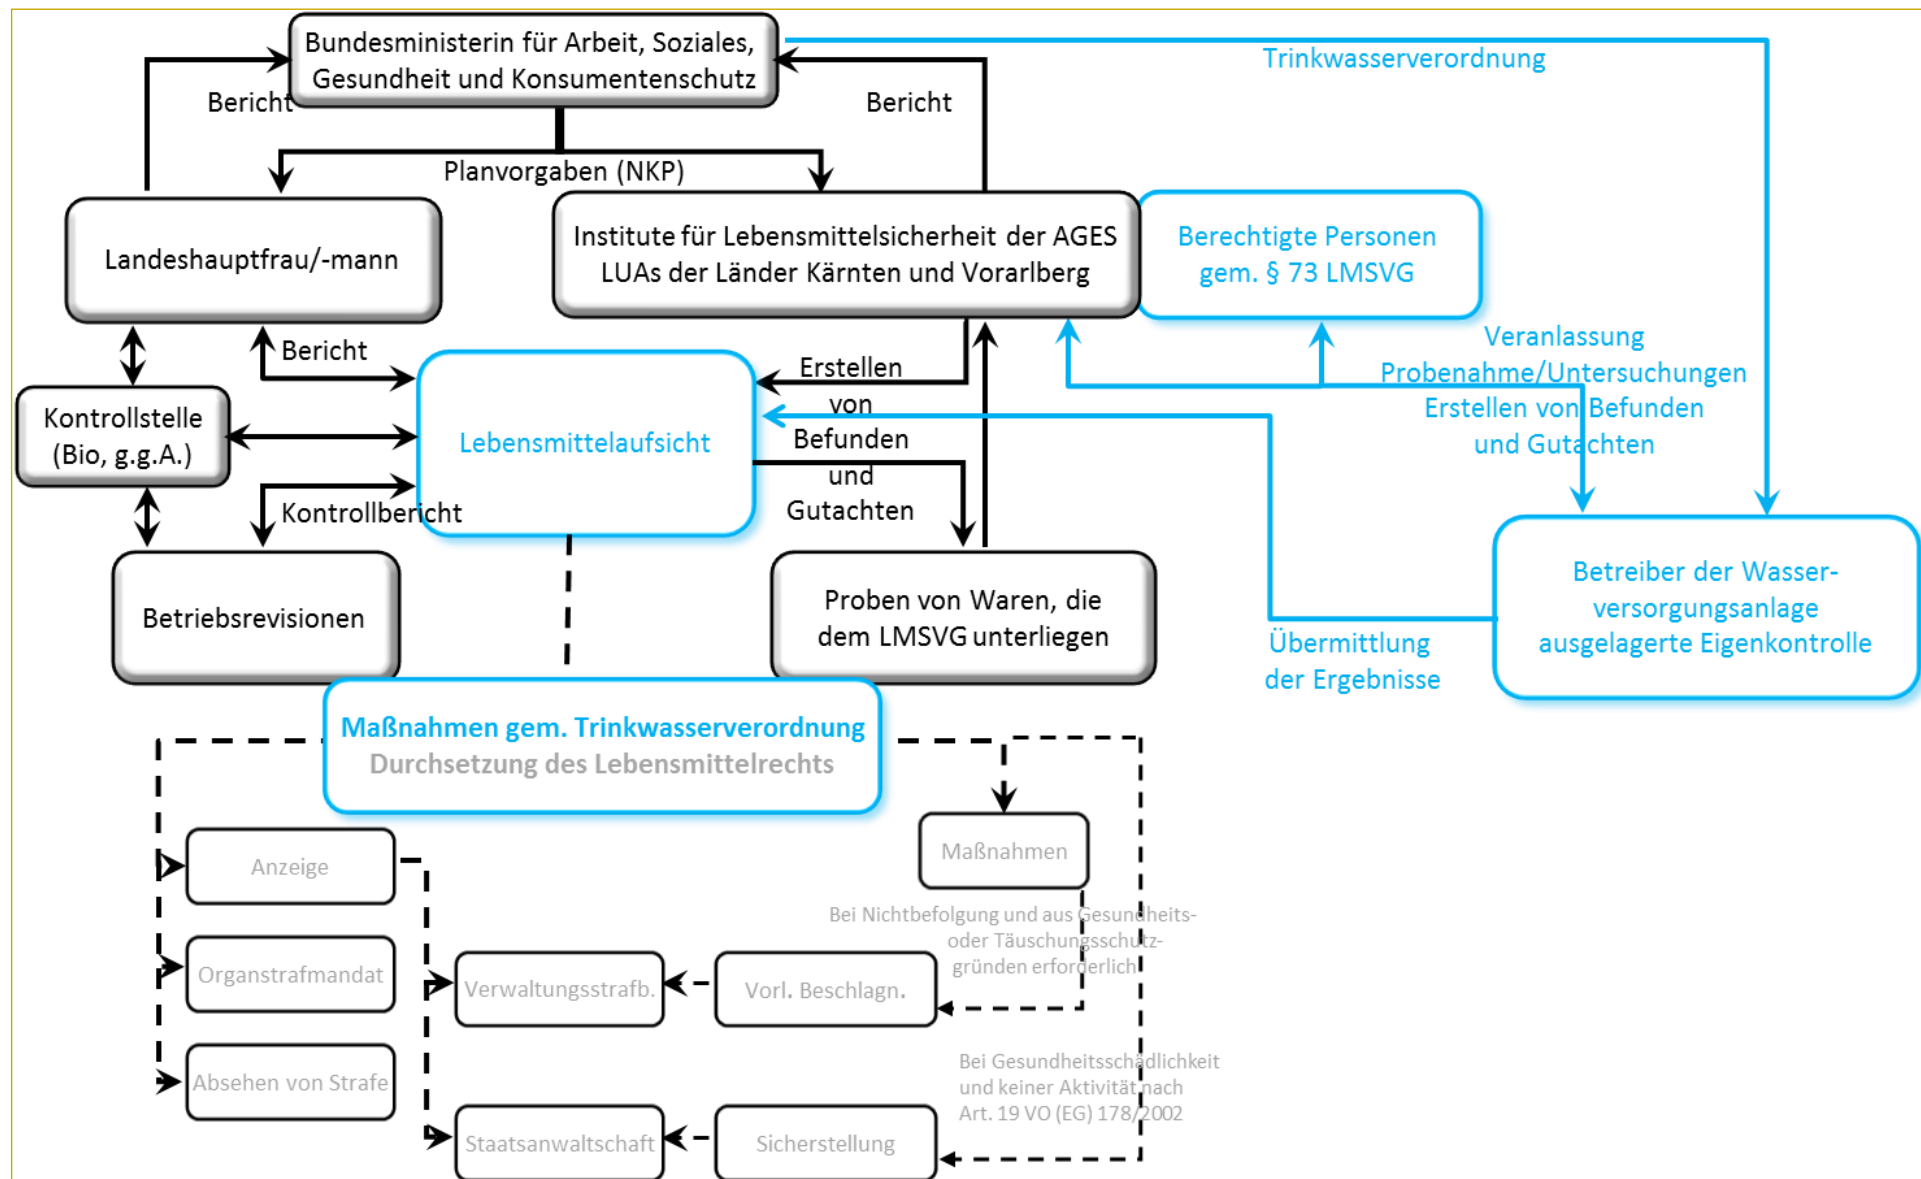 Bundesministerin für Arbeit, Soziales,
Gesundheit und Konsumentenschutz
Trinkwasserverordnung
Bericht
Bericht
Planvorgaben (NKP)
Landeshauptfrau/-mann
Institute für Lebensmittelsicherheit der AGES
LUAs der Länder Kärnten und Vorarlberg
Berechtigte Personen
gem. § 73 LMSVG
Bericht
Erstellen
von
Befunden
und
Gutachten
Veranlassung
Probenahme/Untersuchungen
Erstellen von Befunden
und Gutachten
Kontrollstelle
(Bio, g.g.A.)
Lebensmittelaufsicht
Kontrollbericht
Betriebsrevisionen
Proben von Waren, die
dem LMSVG unterliegen
Betreiber der Wasser-
versorgungsanlage
ausgelagerte Eigenkontrolle
Übermittlung
der Ergebnisse
Maßnahmen gem. Trinkwasserverordnung
Durchsetzung des Lebensmittelrechts
Anzeige
Maßnahmen
Bei Nichtbefolgung und aus Gesundheits-
oder Täuschungsschutz-
gründen erforderlich
Organstrafmandat
Verwaltungsstrafb.
Vorl. Beschlagn.
Absehen von Strafe
Bei Gesundheitsschädlichkeit
und keiner Aktivität nach
Art. 19 VO (EG) 178/2002
Staatsanwaltschaft
Sicherstellung